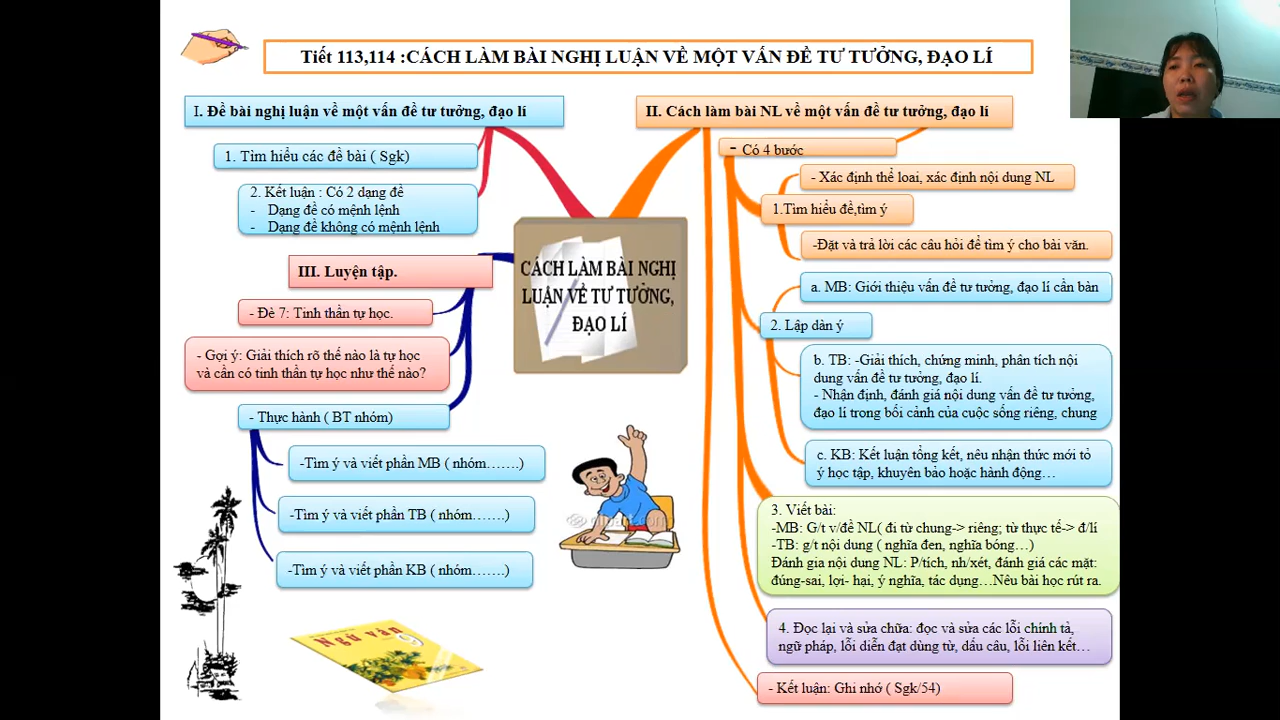 Tiết 113,114 :CÁCH LÀM BÀI NGHỊ LUẬN VỀ MỘT VẤN ĐỀ TƯ TƯỞNG, ĐẠO LÍ
I. Đề bài nghị luận về một vấn đề tư tưởng, đạo lí
1. Tìm hiểu các đề bài ( Sgk)
2. Kết luận : Có 2 dạng đề
- Dạng đề có mệnh lệnh
- Dạng đề không có mệnh lệnh
CÁCH LÀM BÀI NGHỊ
LUẬN VỀ TƯ TƯỞNG,
ĐẠO LÍ
II. Cách làm bài NL về một vấn đề tư tưởng, đạo lí
- Có 4 bước
- Xác định thể loai, xác định nội dung NL
1.Tìm hiểu đề,tìm ý
-Đặt và trả lời các câu hỏi để tìm ý cho bài văn.
a. MB: Giới thiệu vấn đề tư tưởng, đạo lí cần bàn
2. Lập dàn ý
b. TB: -Giải thích, chứng minh, phân tích nội
dung vấn đề tư tưởng, đạo lí.
- Nhận định, đánh giá nội dung vấn đề tư tưởng,
đạo lí trong bối cảnh của cuộc sống riêng, chung
c. KB: Kết luận tổng kết, nêu nhận thức mới tỏ
ý học tập, khuyên bảo hoặc hành động…
3. Viết bài:
-MB: G/t v/đề NL( đi từ chung-> riêng; từ thực tế-> đ/lí
-TB: g/t nội dung ( nghĩa đen, nghĩa bóng…)
Đánh gia nội dung NL: P/tích, nh/xét, đánh giá các mặt:
đúng-sai, lợi- hại, ý nghĩa, tác dụng…Nêu bài học rút ra.
4. Đọc lại và sửa chữa: đọc và sửa các lỗi chính tả,
ngữ pháp, lỗi diễn đạt dùng từ, dấu câu, lỗi liên kết…
- Kết luận: Ghi nhớ ( Sgk/54)
III. Luyện tập.
- Đề 7: Tinh thần tự học.
- Gợi ý: Giải thích rõ thế nào là tự học
và cần có tinh thần tự học như thế nào?
- Thực hành ( BT nhóm)
-Tìm ý và viết phần MB ( nhóm…….)
-Tìm ý và viết phần TB ( nhóm…….)
-Tìm ý và viết phần KB ( nhóm…….)
Ngữ văn